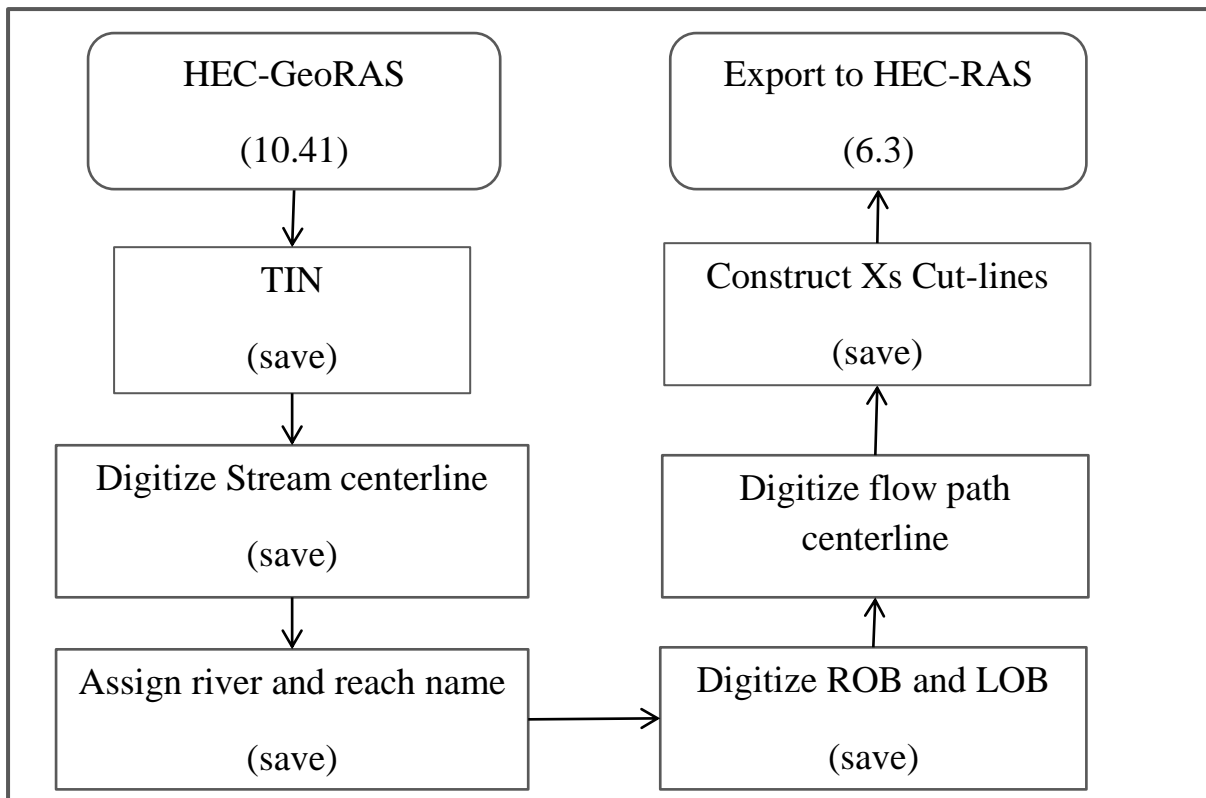 HEC-GeoRAS
(10.41)
TIN
(save)
Digitize Stream centerline
(save)
Assign river and reach name
(save)
Digitize ROB and LOB
(save)
Digitize flow path
centerline
Construct Xs Cut-lines
(save)
Export to HEC-RAS
(6.3)